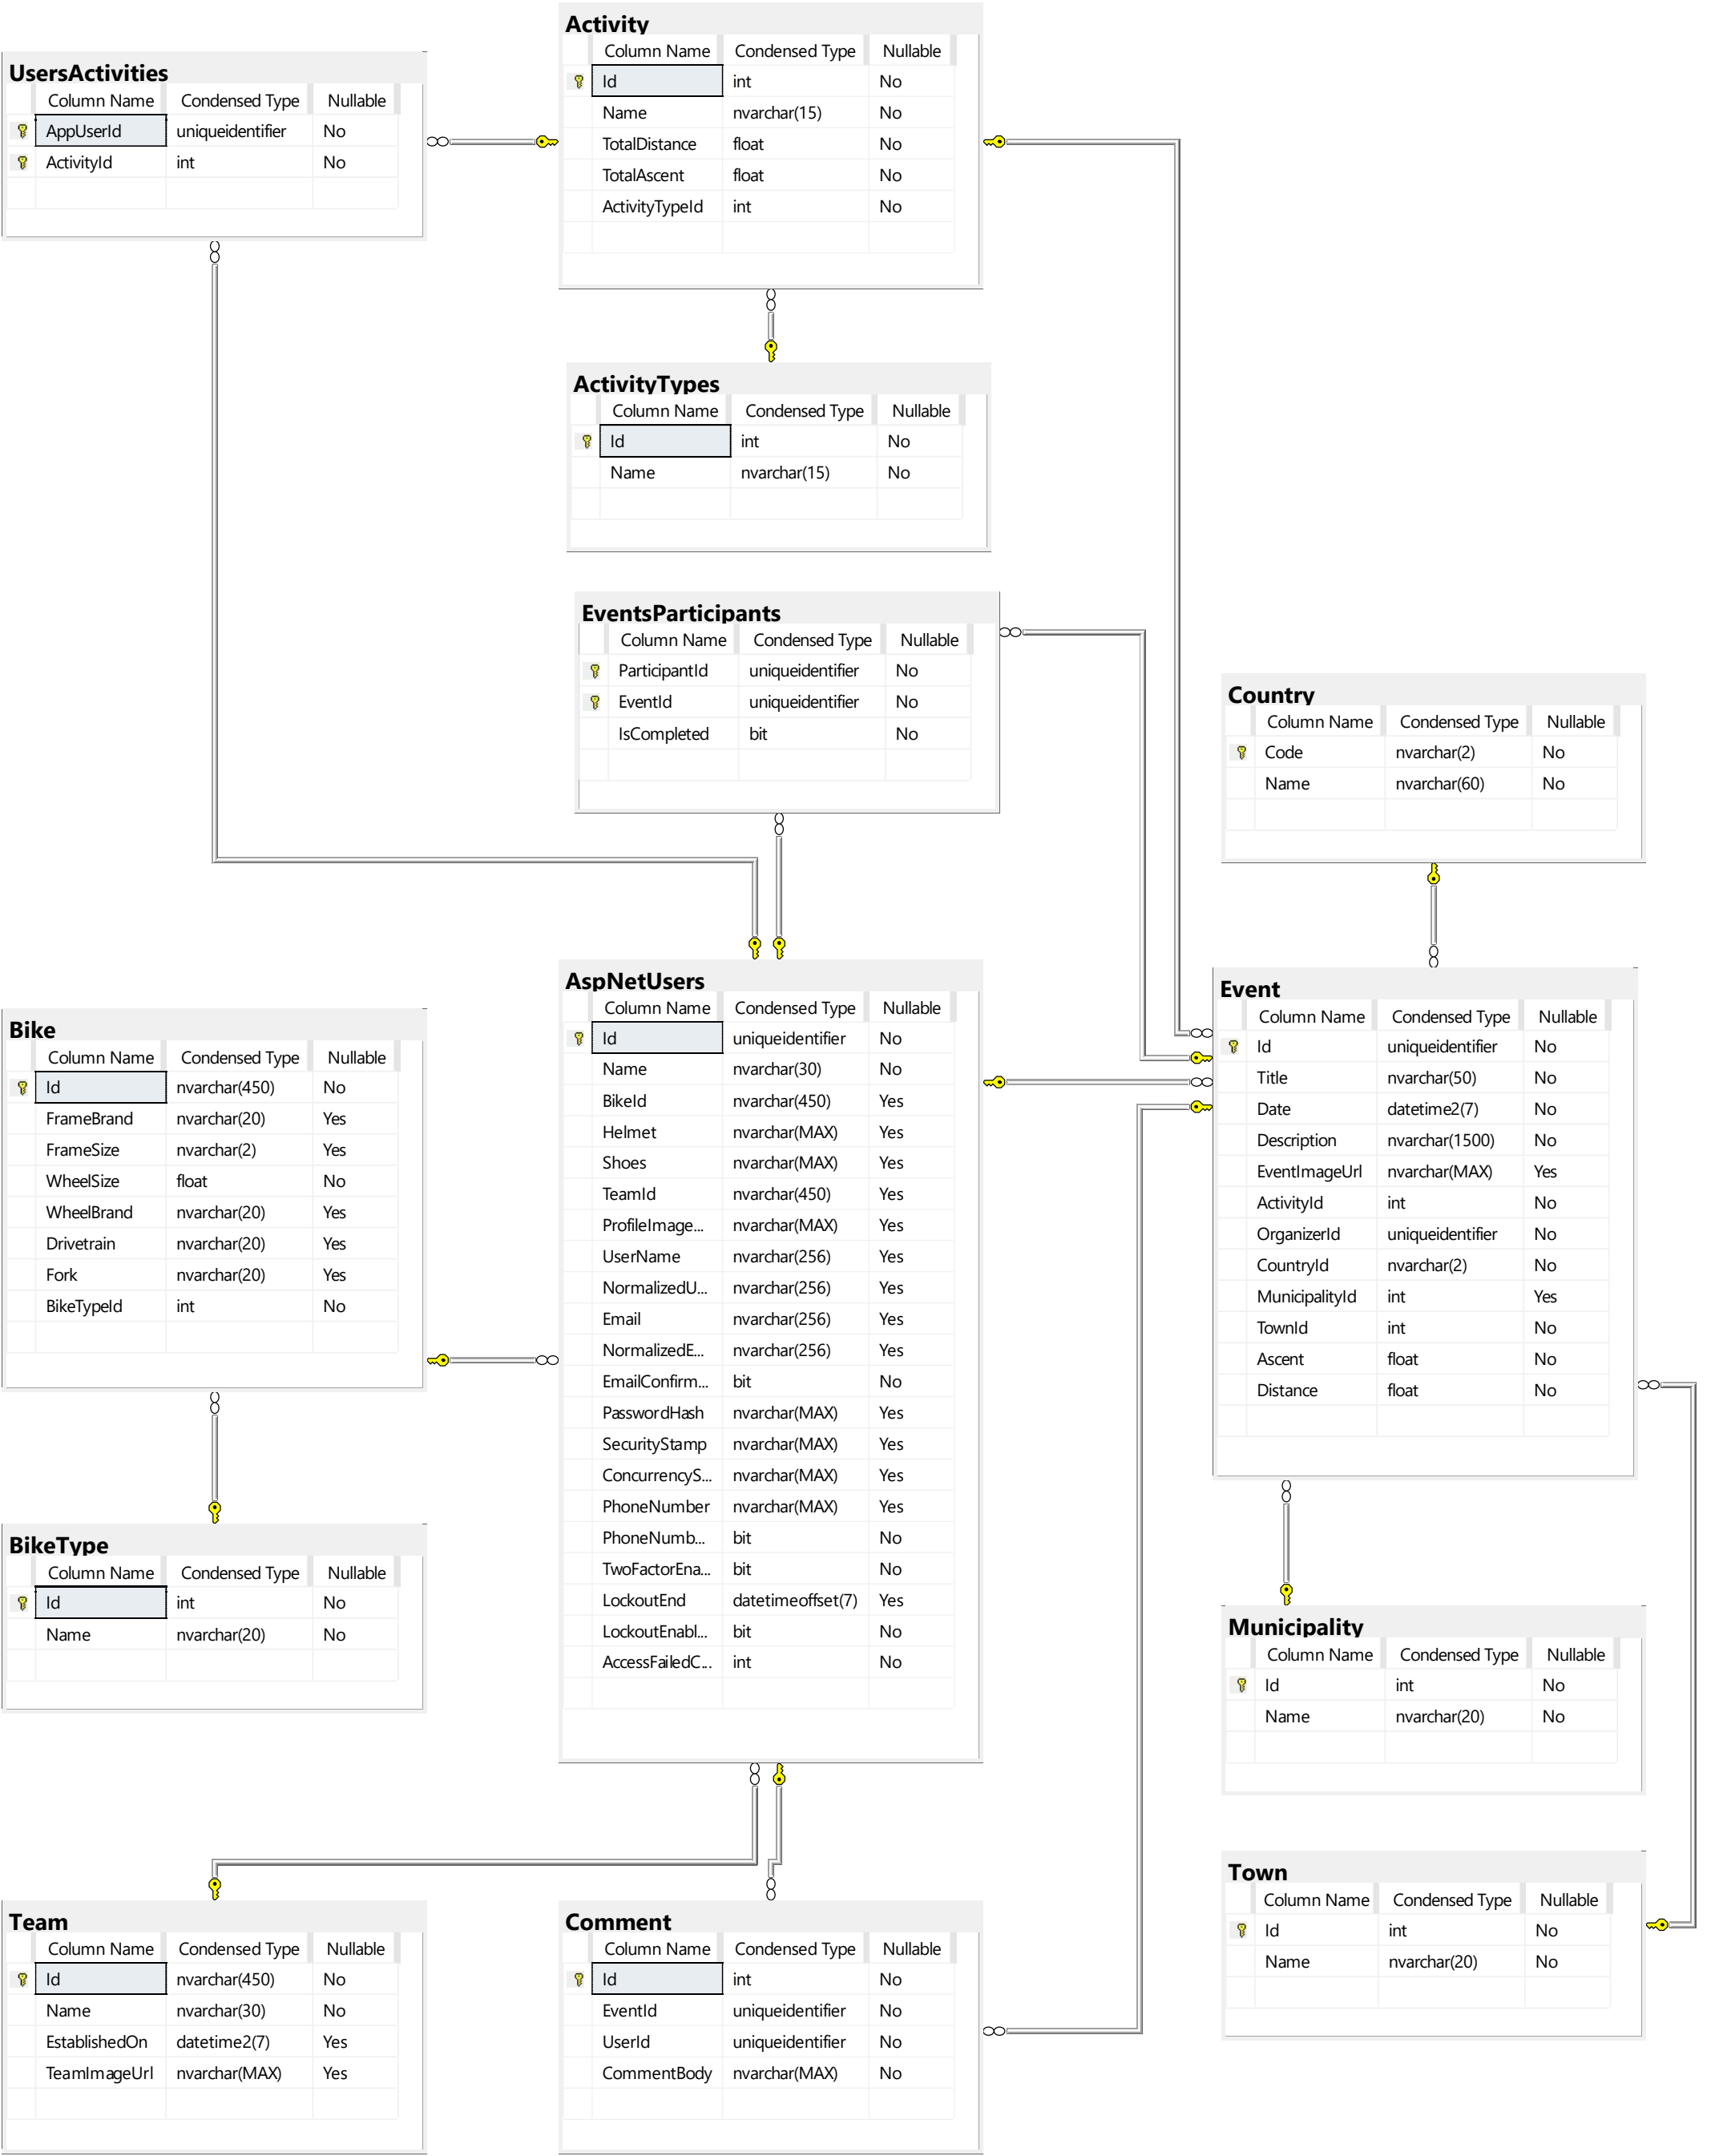 Activity
Column Name Condensed Type Nullable
Id int No
Name nvarchar(15) No
TotalDistance float No
TotalAscent float No
ActivityTypeId int No
UsersActivities
Column Name Condensed Type Nullable
AppUserId uniqueidentifier No
ActivityId int No
ActivityTypes
Column Name Condensed Type Nullable
Id int No
Name nvarchar(15) No
EventsParticipants
Column Name Condensed Type Nullable
ParticipantId uniqueidentifier No
EventId uniqueidentifier No
IsCompleted bit No
Country
Column Name Condensed Type Nullable
Code nvarchar(2) No
Name nvarchar(60) No
AspNetUsers
Column Name Condensed Type Nullable
Id uniqueidentifier No
Name nvarchar(30) No
BikeId nvarchar(450) Yes
Helmet nvarchar(MAX) Yes
Shoes nvarchar(MAX) Yes
TeamId nvarchar(450) Yes
ProfileImage... nvarchar(MAX) Yes
UserName nvarchar(256) Yes
NormalizedU... nvarchar(256) Yes
Email nvarchar(256) Yes
NormalizedE... nvarchar(256) Yes
EmailConfirm... bit No
PasswordHash nvarchar(MAX) Yes
SecurityStamp nvarchar(MAX) Yes
ConcurrencyS... nvarchar(MAX) Yes
PhoneNumber nvarchar(MAX) Yes
PhoneNumb... bit No
TwoFactorEna... bit No
LockoutEnd datetimeoffset(7) Yes
LockoutEnabl... bit No
AccessFailedC... int No
Event
Column Name Condensed Type Nullable
Id uniqueidentifier No
Title nvarchar(50) No
Date datetime2(7) No
Description nvarchar(1500) No
EventImageUrl nvarchar(MAX) Yes
ActivityId int No
OrganizerId uniqueidentifier No
CountryId nvarchar(2) No
MunicipalityId int Yes
TownId int No
Ascent float No
Distance float No
Bike
Column Name Condensed Type Nullable
Id nvarchar(450) No
FrameBrand nvarchar(20) Yes
FrameSize nvarchar(2) Yes
WheelSize float No
WheelBrand nvarchar(20) Yes
Drivetrain nvarchar(20) Yes
Fork nvarchar(20) Yes
BikeTypeId int No
BikeType
Column Name Condensed Type Nullable
Id int No
Name nvarchar(20) No
Municipality
Column Name Condensed Type Nullable
Id int No
Name nvarchar(20) No
Town
Column Name Condensed Type Nullable
Id int No
Name nvarchar(20) No
Team
Column Name Condensed Type Nullable
Id nvarchar(450) No
Name nvarchar(30) No
EstablishedOn datetime2(7) Yes
TeamImageUrl nvarchar(MAX) Yes
Comment
Column Name Condensed Type Nullable
Id int No
EventId uniqueidentifier No
UserId uniqueidentifier No
CommentBody nvarchar(MAX) No